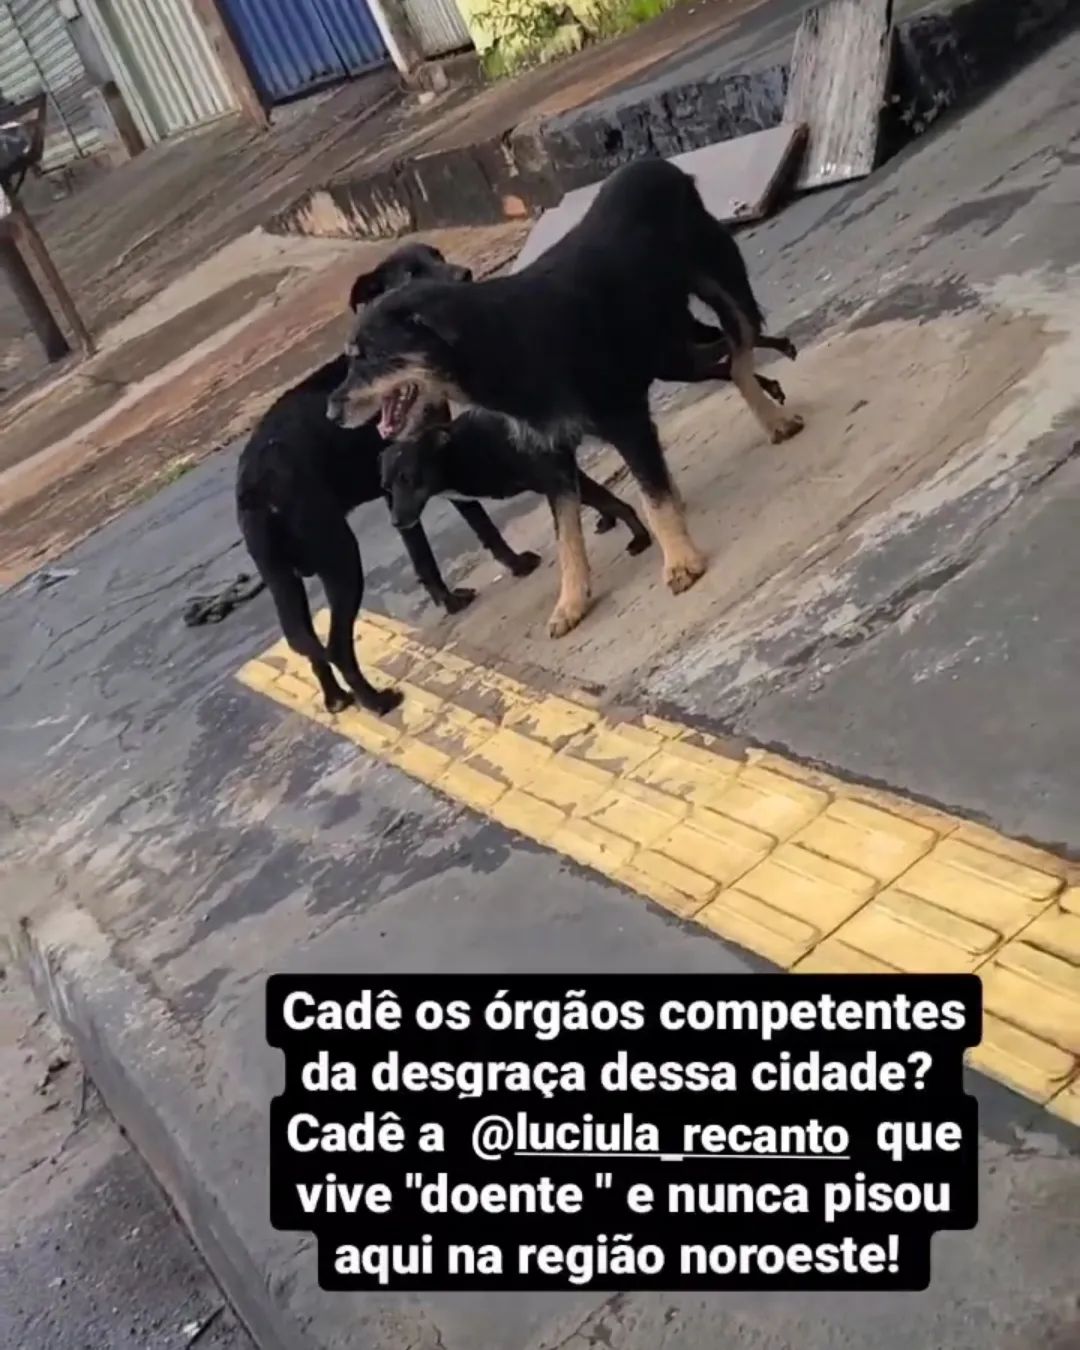 Cadê os órgãos competentes
da desgraça dessa cidade?
Cadê a @luciula_recanto que
vive "doente " e nunca pisou
aqui na região noroeste!